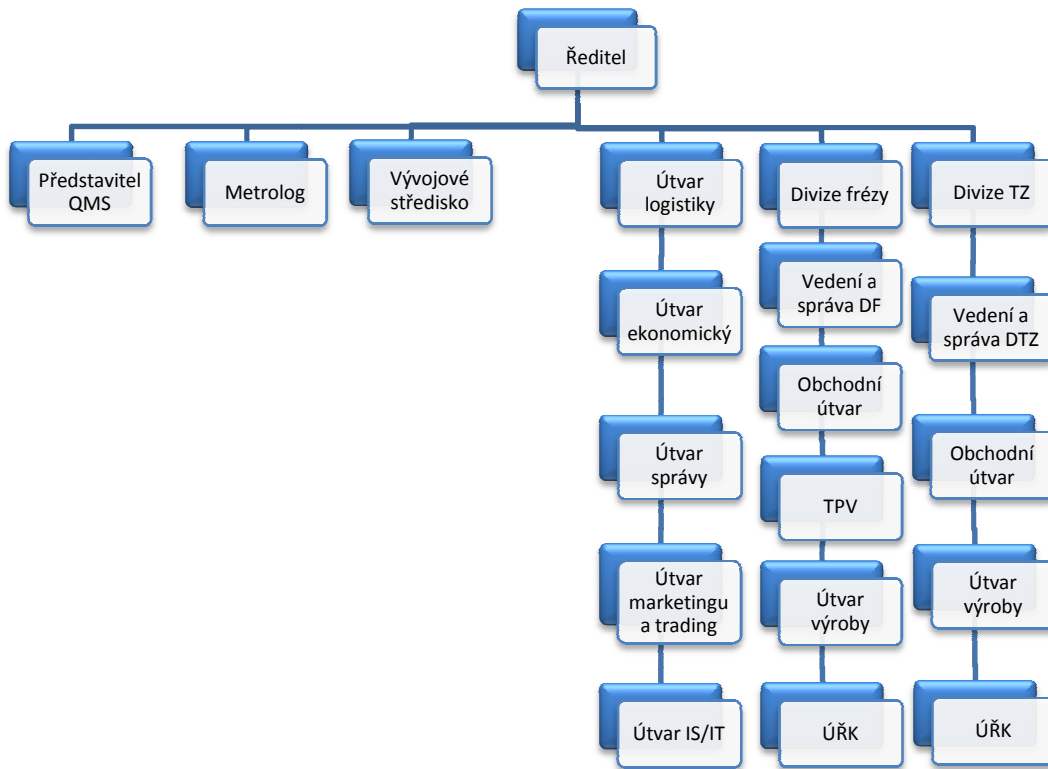 Ředitel
Představitel
QMS
Metrolog
Vývojové
středisko
Útvar
logistiky
Divize frézy
Divize TZ
Útvar
ekonomický
Vedení a
správa DF
Vedení a
správa DTZ
Obchodní
útvar
Útvar
správy
Obchodní
útvar
TPV
Útvar
marketingu
a trading
Útvar
výroby
Útvar
výroby
Útvar IS/IT
ÚŘK
ÚŘK